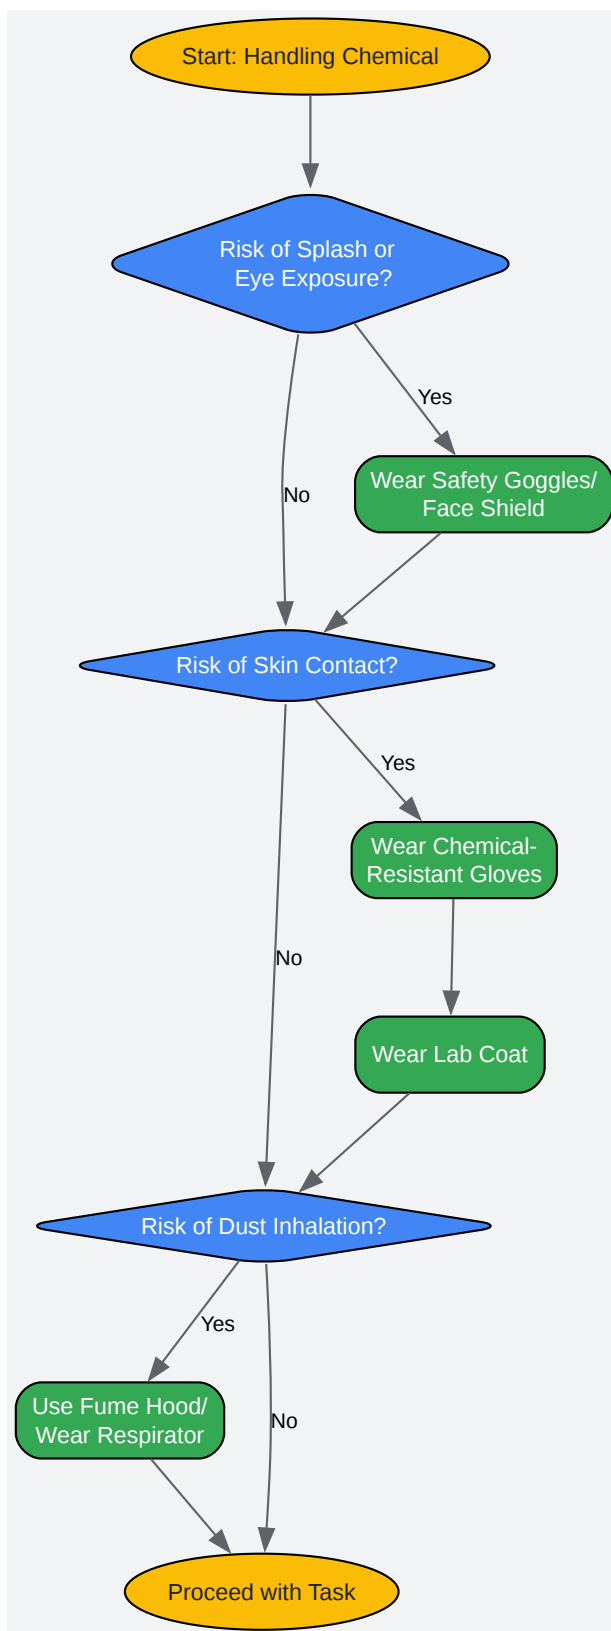 Start: Handling Chemical
Risk of Splash or
Eye Exposure?
Yes
Wear Safety Goggles/
Face Shield
No
Risk of Skin Contact?
Yes
Wear Chemical-
Resistant Gloves
No
Wear Lab Coat
Risk of Dust Inhalation?
Yes
Use Fume Hood/
Wear Respirator
No
Proceed with Task